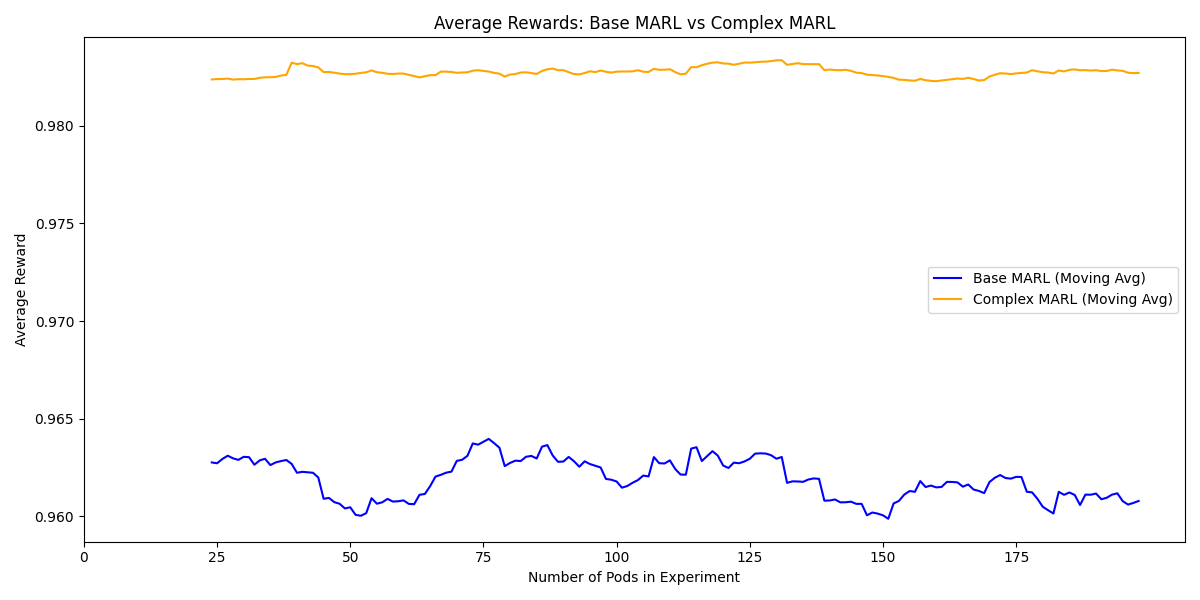 Average Rewards: Base MARL vs Complex MARL
Average Reward
0.980
0.975
0.970
0.965
0.960
Base MARL (Moving Avg)
Complex MARL (Moving Avg)
0 25 50 75 100 125 150 175
Number of Pods in Experiment